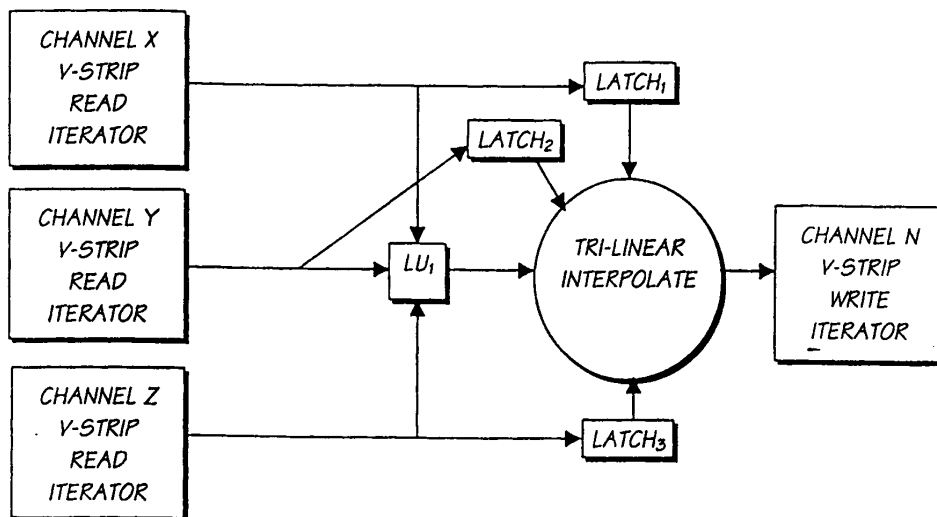 CHANNEL X
V-STRIP
READ
ITERATOR
LATCH₁
LATCH₂
CHANNEL Y
V-STRIP
READ
ITERATOR
LU₁
TRI-LINEAR
INTERPOLATE
CHANNEL N
V-STRIP
WRITE
ITERATOR
CHANNEL Z
V-STRIP
READ
ITERATOR
LATCH₃